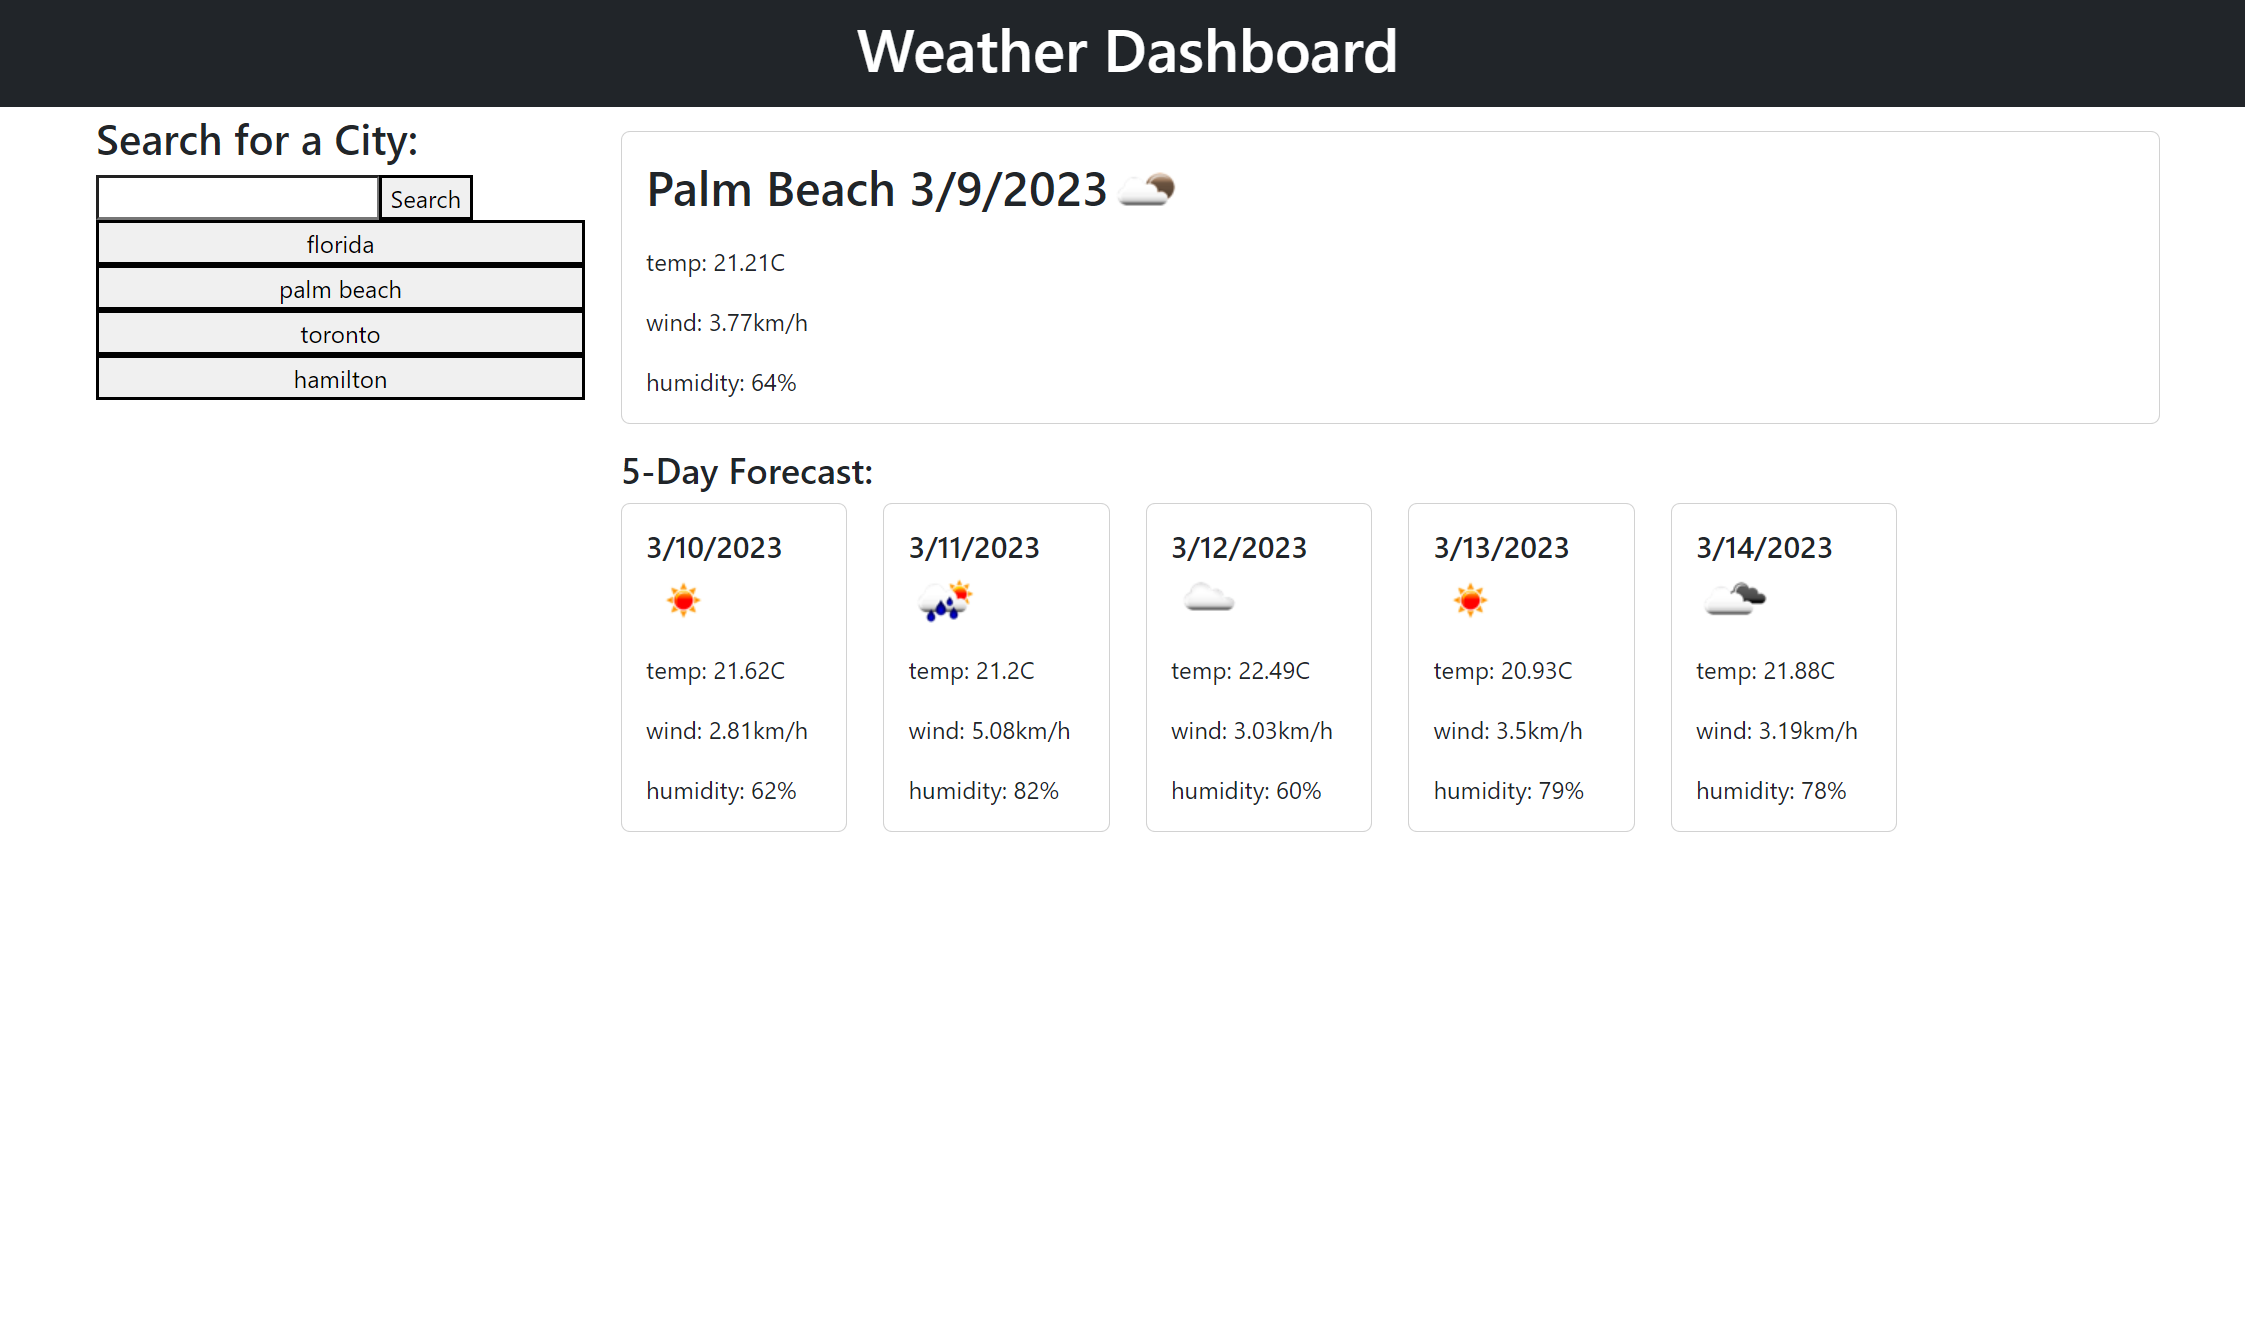 Weather Dashboard
Search for a City:
Search
florida
palm beach
toronto
hamilton
Palm Beach 3/9/2023
temp: 21.21C
wind: 3.77km/h
humidity: 64%
5-Day Forecast:
3/10/2023
temp: 21.62C
wind: 2.81km/h
humidity: 62%
3/11/2023
temp: 21.2C
wind: 5.08km/h
humidity: 82%
3/12/2023
temp: 22.49C
wind: 3.03km/h
humidity: 60%
3/13/2023
temp: 20.93C
wind: 3.5km/h
humidity: 79%
3/14/2023
temp: 21.88C
wind: 3.19km/h
humidity: 78%